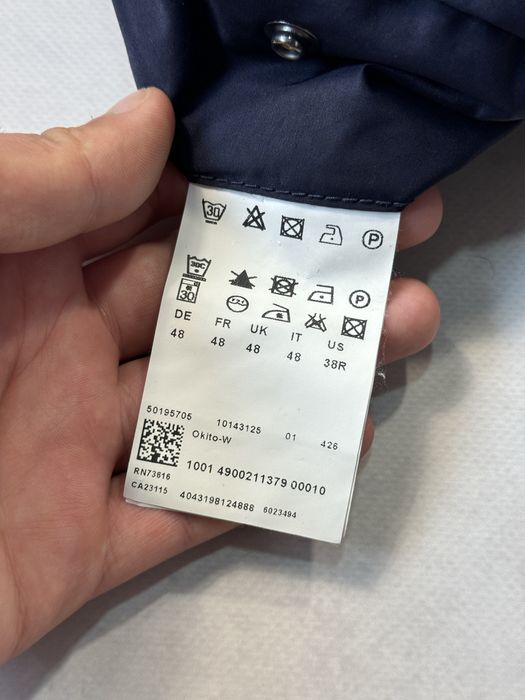 30 P
30C P
30
DE FR UK IT US
48 48 48 48 38R
50195705 10143125 01 426
Okito-W
1001 4900211379 00010
RN73616
CA23115 4043198124888 6023494